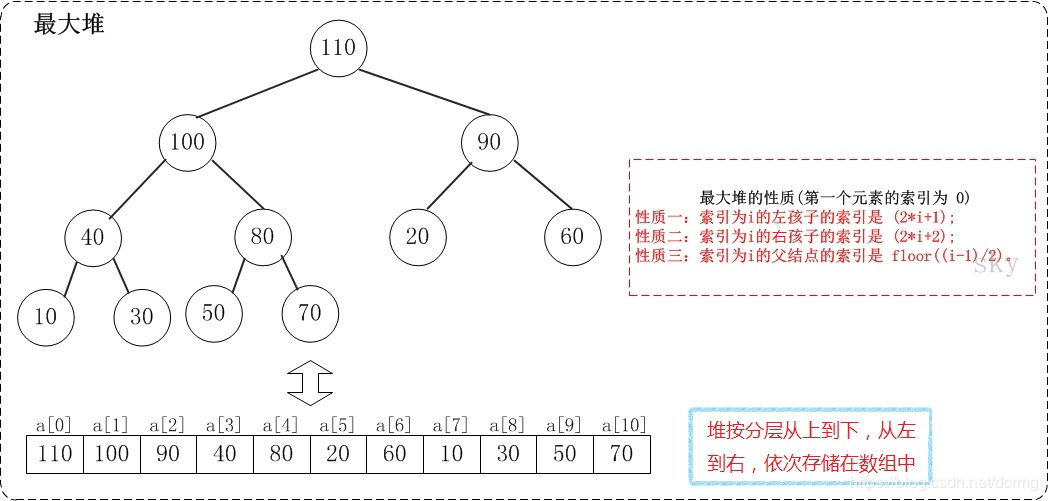 最大堆
110
100 90
40 80 20 60
10 30 50 70
最大堆的性质(第一个元素的索引为 0)
性质一：索引为i的左孩子的索引是 (2*i+1);
性质二：索引为i的右孩子的索引是 (2*i+2);
性质三：索引为i的父结点的索引是 floor((i-1)/2)。
sky
a[0] a[1] a[2] a[3] a[4] a[5] a[6] a[7] a[8] a[9] a[10]
110 100 90 40 80 20 60 10 30 50 70
堆按分层从上到下，从左
到右，依次存储在数组中
https://blog.csdn.net/dcrmg